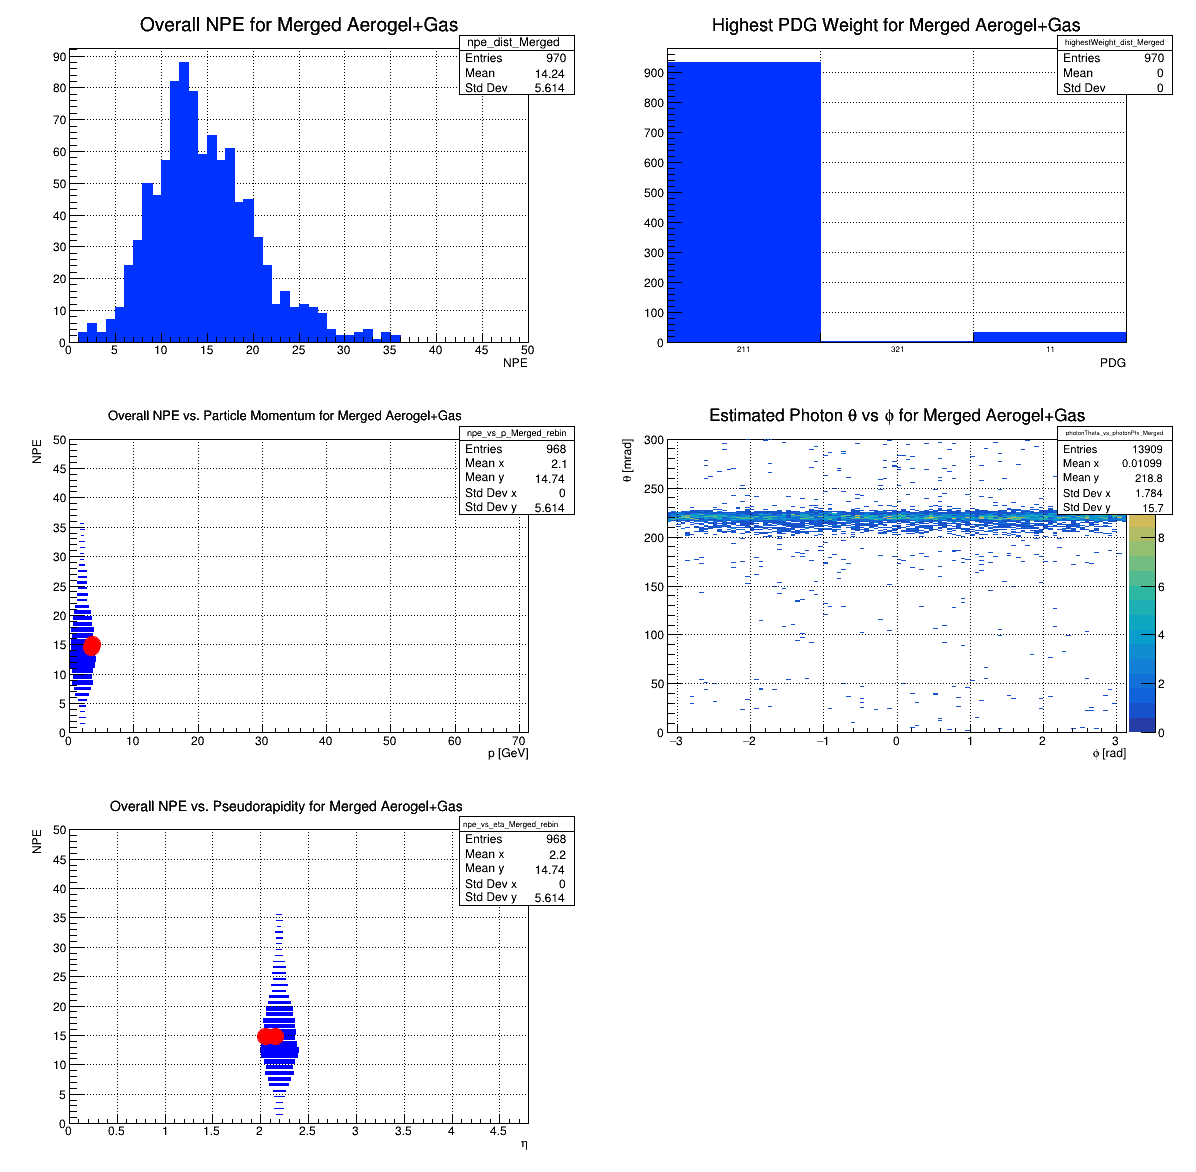 Overall NPE for Merged Aerogel+Gas
npe_dist_Merged
Entries 970
Mean 14.24
Std Dev 5.614
90
80
70
60
50
40
30
20
10
0
0 5 10 15 20 25 30 35 40 45 50
NPE
Highest PDG Weight for Merged Aerogel+Gas
highestWeight_dist_Merged
Entries 970
Mean 0
Std Dev 0
900
800
700
600
500
400
300
200
100
0
211 321 11
PDG
Overall NPE vs. Particle Momentum for Merged Aerogel+Gas
npe_vs_p_Merged_rebin
Entries 968
Mean x 2.1
Mean y 14.74
Std Dev x 0
Std Dev y 5.614
NPE
50
45
40
35
30
25
20
15
10
5
0
0 10 20 30 40 50 60 70
p [GeV]
Estimated Photon θ vs ϕ for Merged Aerogel+Gas
photonTheta_vs_photonPhi_Merged
Entries 13909
Mean x 0.01099
Mean y 218.8
Std Dev x 1.784
Std Dev y 15.7
θ [mrad]
300
250
200
150
100
50
0
−3 −2 −1 0 1 2 3
ϕ [rad]
8
6
4
2
0
Overall NPE vs. Pseudorapidity for Merged Aerogel+Gas
npe_vs_eta_Merged_rebin
Entries 968
Mean x 2.2
Mean y 14.74
Std Dev x 0
Std Dev y 5.614
NPE
50
45
40
35
30
25
20
15
10
5
0
0 0.5 1 1.5 2 2.5 3 3.5 4 4.5
η